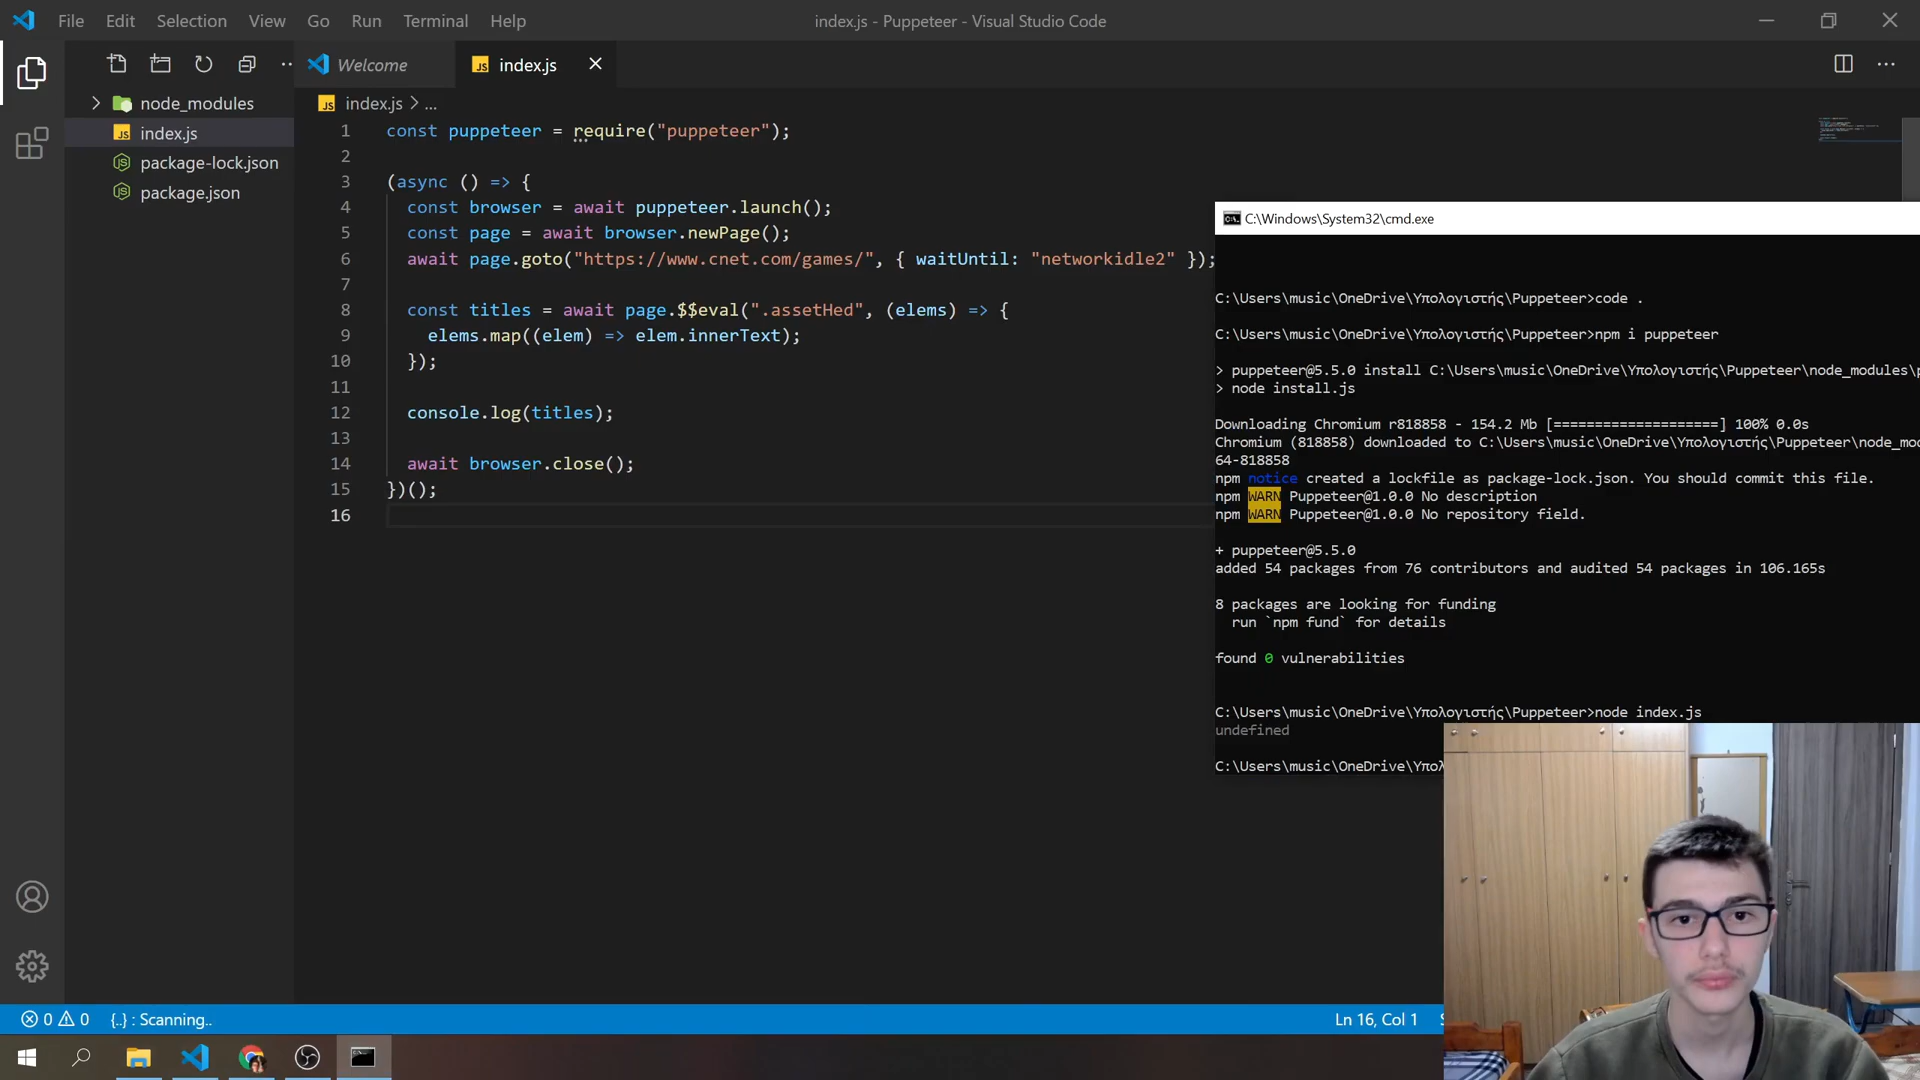 File Edit Selection View Go Run Terminal Help
index.js - Puppeteer - Visual Studio Code
Welcome
index.js
node_modules
index.js
package-lock.json
package.json
index.js > ...
1 const puppeteer = require("puppeteer");
2
3 (async () => {
4 const browser = await puppeteer.launch();
5 const page = await browser.newPage();
6 await page.goto("https://www.cnet.com/games/", { waitUntil: "networkidle2" });
7
8 const titles = await page.$$eval(".assetHed", (elems) => {
9 elems.map((elem) => elem.innerText);
10 });
11
12 console.log(titles);
13
14 await browser.close();
15 })();
16
C:\Windows\System32\cmd.exe
C:\Users\music\OneDrive\Υπολογιστής\Puppeteer>code .
C:\Users\music\OneDrive\Υπολογιστής\Puppeteer>npm i puppeteer
> puppeteer@5.5.0 install C:\Users\music\OneDrive\Υπολογιστής\Puppeteer\node_modules\p
> node install.js
Downloading Chromium r818858 - 154.2 Mb [====================] 100% 0.0s
Chromium (818858) downloaded to C:\Users\music\OneDrive\Υπολογιστής\Puppeteer\node_mo
64-818858
npm notice created a lockfile as package-lock.json. You should commit this file.
npm WARN Puppeteer@1.0.0 No description
npm WARN Puppeteer@1.0.0 No repository field.
+ puppeteer@5.5.0
added 54 packages from 76 contributors and audited 54 packages in 106.165s
8 packages are looking for funding
run `npm fund` for details
found 0 vulnerabilities
C:\Users\music\OneDrive\Υπολογιστής\Puppeteer>node index.js
undefined
C:\Users\music\OneDrive\Υπολ
0 0 {..} : Scanning..
Ln 16, Col 1